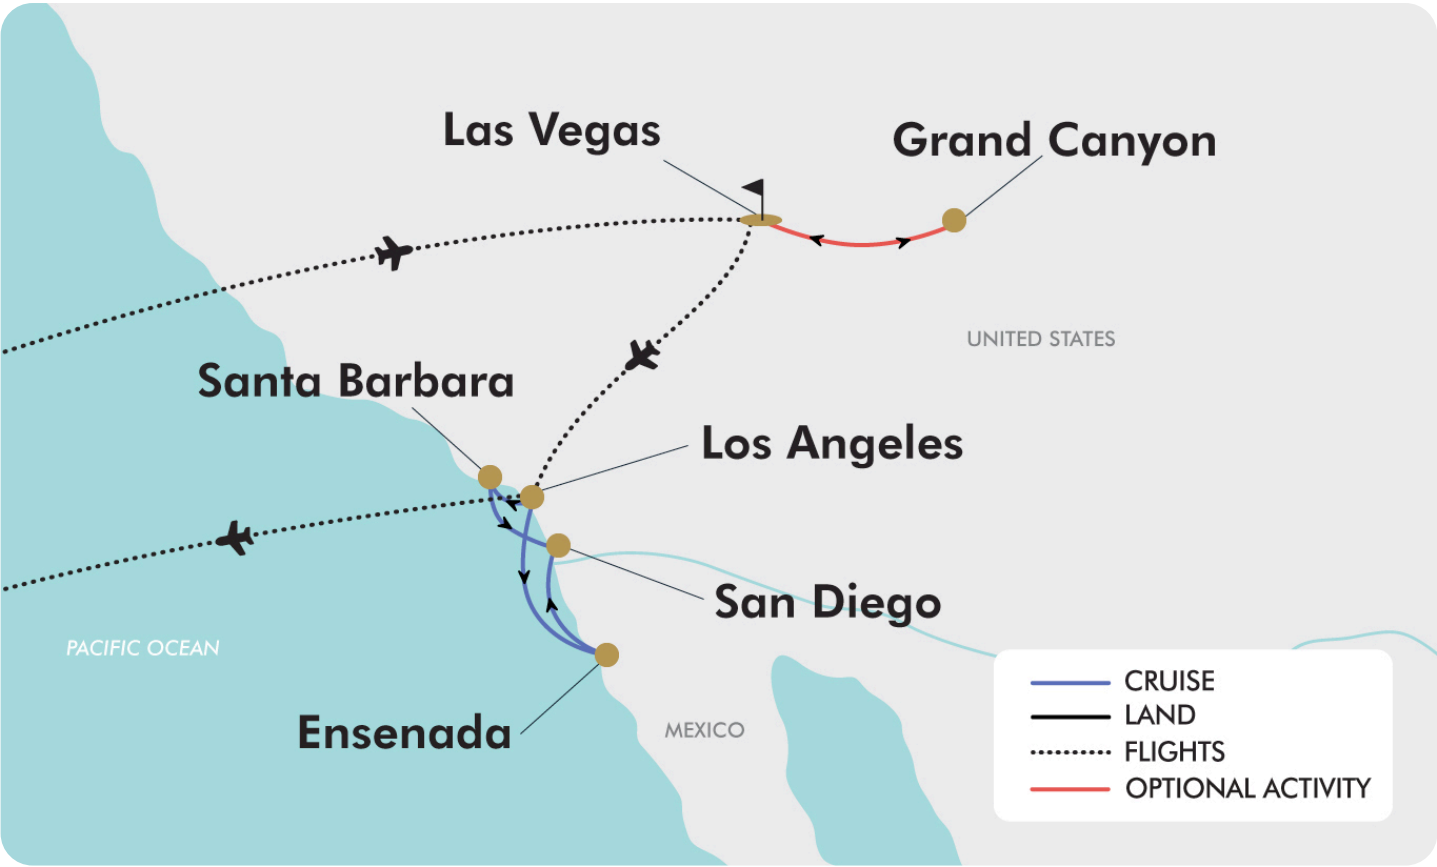 Las Vegas
Grand Canyon
UNITED STATES
Santa Barbara
Los Angeles
San Diego
PACIFIC OCEAN
Ensenada
MEXICO
CRUISE
LAND
FLIGHTS
OPTIONAL ACTIVITY